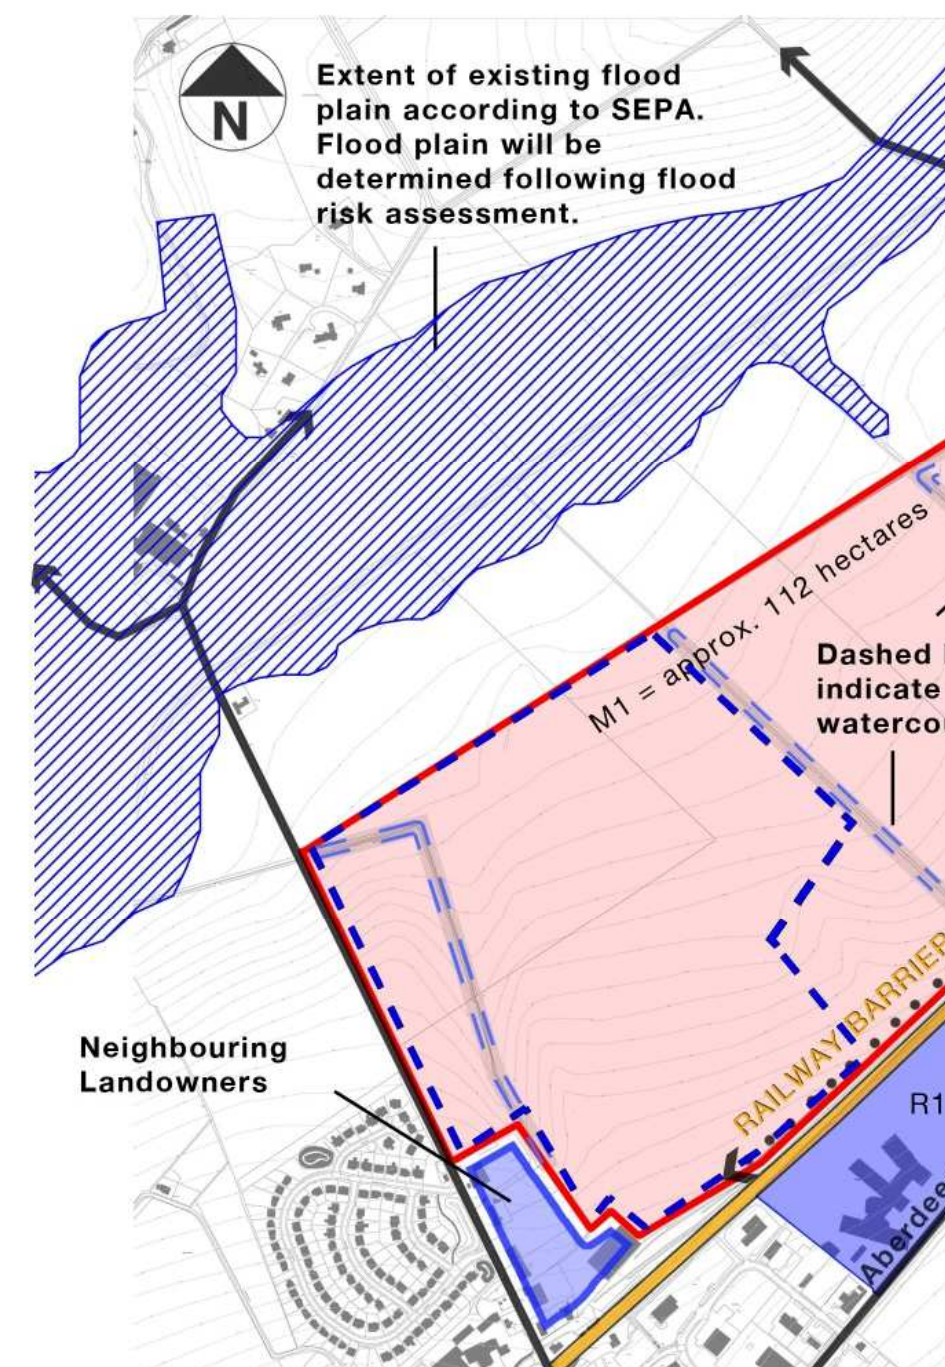 N
Extent of existing flood
plain according to SEPA.
Flood plain will be
determined following flood
risk assessment.
M1 = approx. 112 hectares
Dashed
indicate
waterco
RAILWAY BARRIER
Neighbouring
Landowners
R1
Aberdee